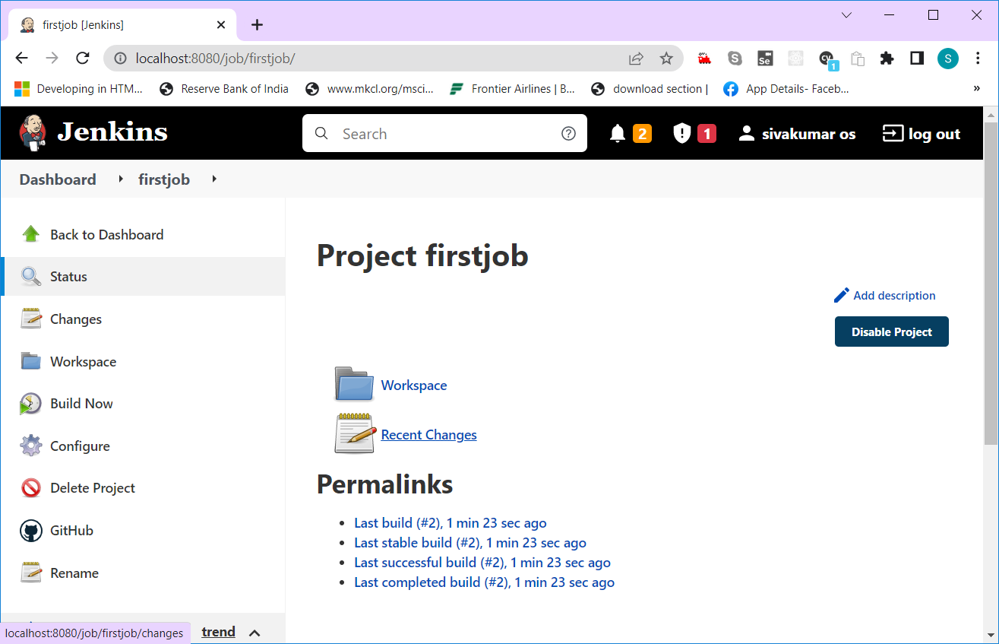 firstjob [Jenkins]
localhost:8080/job/firstjob/
Se
cy
1
S
Developing in HTM...
Reserve Bank of India
www.mkcl.org/msci...
Frontier Airlines | B...
download section |
App Details- Faceb...
»
Jenkins
Search
2
1
sivakumar os
log out
Dashboard
firstjob
Back to Dashboard
Status
Changes
Workspace
Build Now
Configure
Delete Project
GitHub
Rename
trend
localhost:8080/job/firstjob/changes
Project firstjob
Add description
Disable Project
Workspace
Recent Changes
Permalinks
• Last build (#2), 1 min 23 sec ago
• Last stable build (#2), 1 min 23 sec ago
• Last successful build (#2), 1 min 23 sec ago
• Last completed build (#2), 1 min 23 sec ago